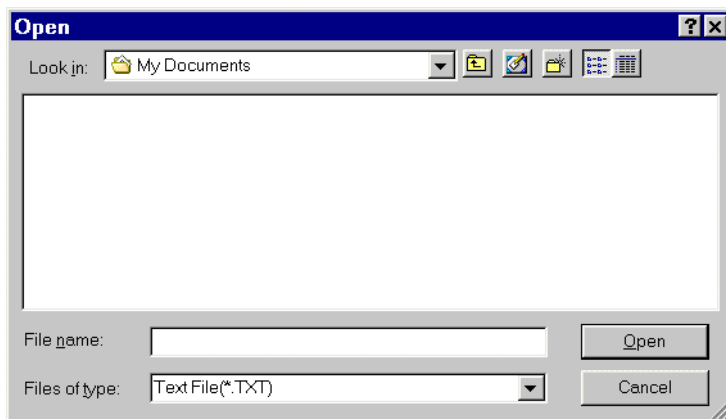 Open
Look in: My Documents
File name:
Open
Files of type: Text File(*.TXT)
Cancel